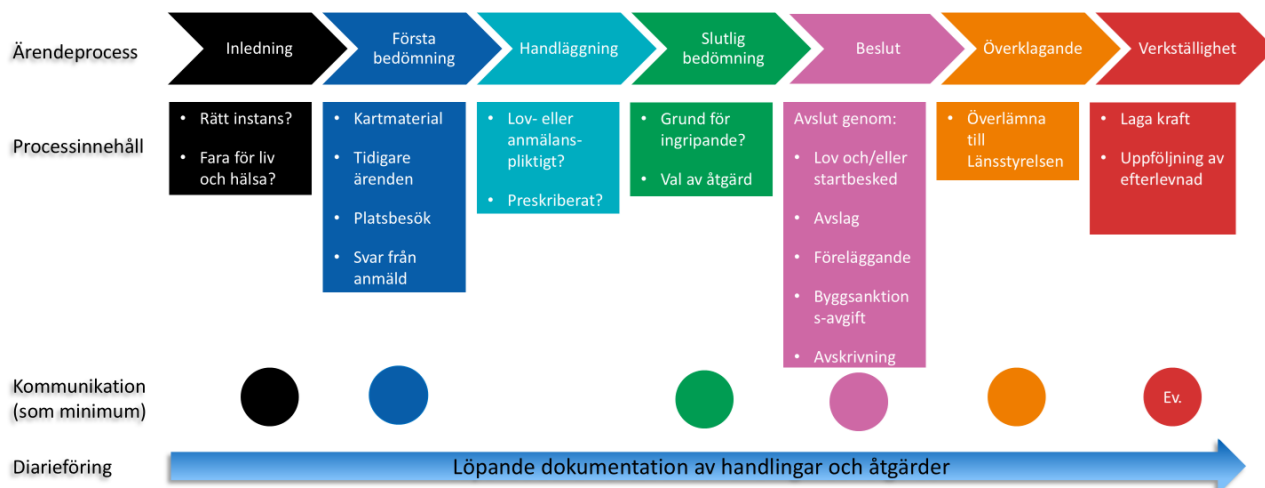 Ärendeprocess
Inledning
Första
bedömning
Handläggning
Slutlig
bedömning
Beslut
Överklagande
Verkställighet
Processinnehåll
• Rätt instans?
• Fara för liv
och hälsa?
• Kartmaterial
• Tidigare
ärenden
• Platsbesök
• Svar från
anmäld
• Lov- eller
anmälans-
pliktigt?
• Preskriberat?
• Grund för
ingripande?
• Val av åtgärd
Avslut genom:
• Lov och/eller
startbesked
• Avslag
• Föreläggande
• Byggsanktion
s-avgift
• Avskrivning
• Överlämna
till
Länsstyrelsen
• Laga kraft
• Uppföljning av
efterlevnad
Kommunikation
(som minimum)
Ev.
Diarieföring
Löpande dokumentation av handlingar och åtgärder